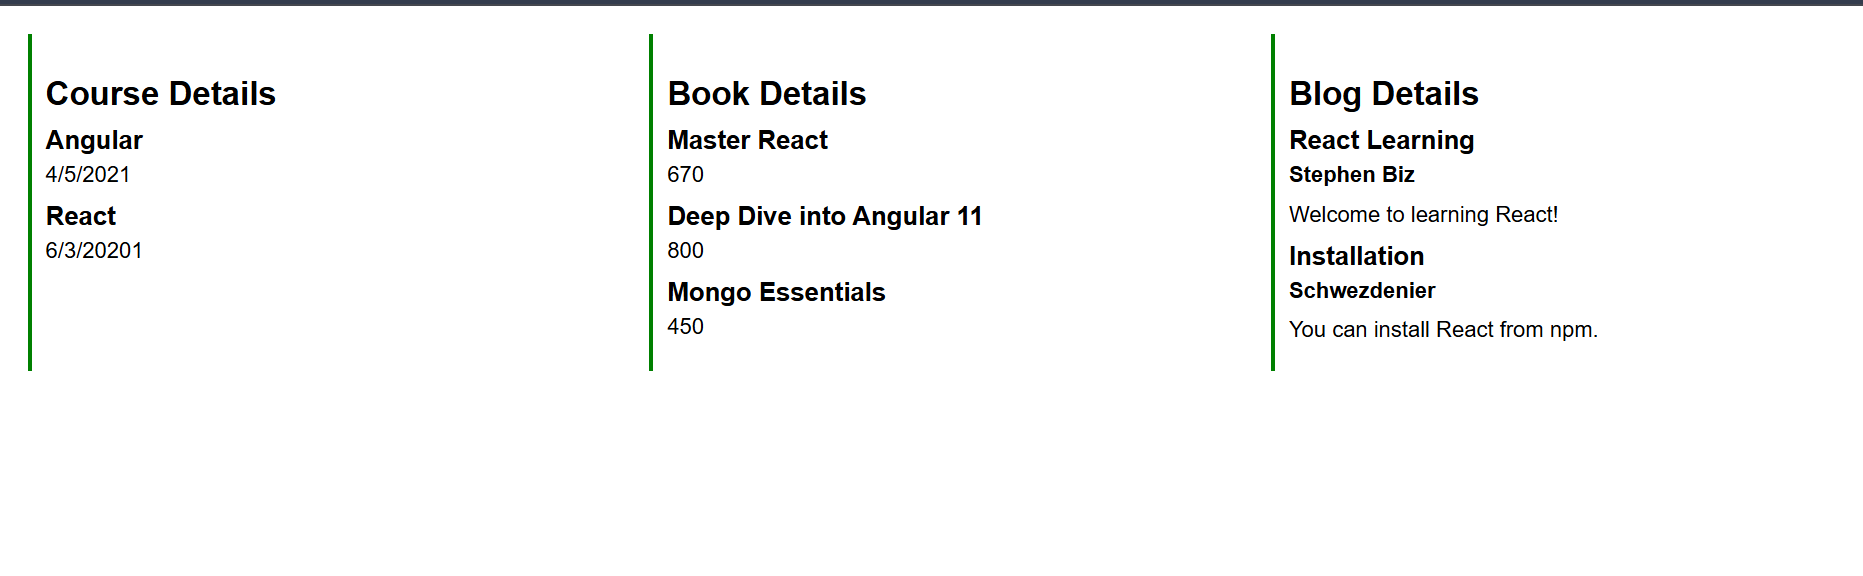 Course Details
Angular
4/5/2021
React
6/3/20201
Book Details
Master React
670
Deep Dive into Angular 11
800
Mongo Essentials
450
Blog Details
React Learning
Stephen Biz
Welcome to learning React!
Installation
Schwezdenier
You can install React from npm.